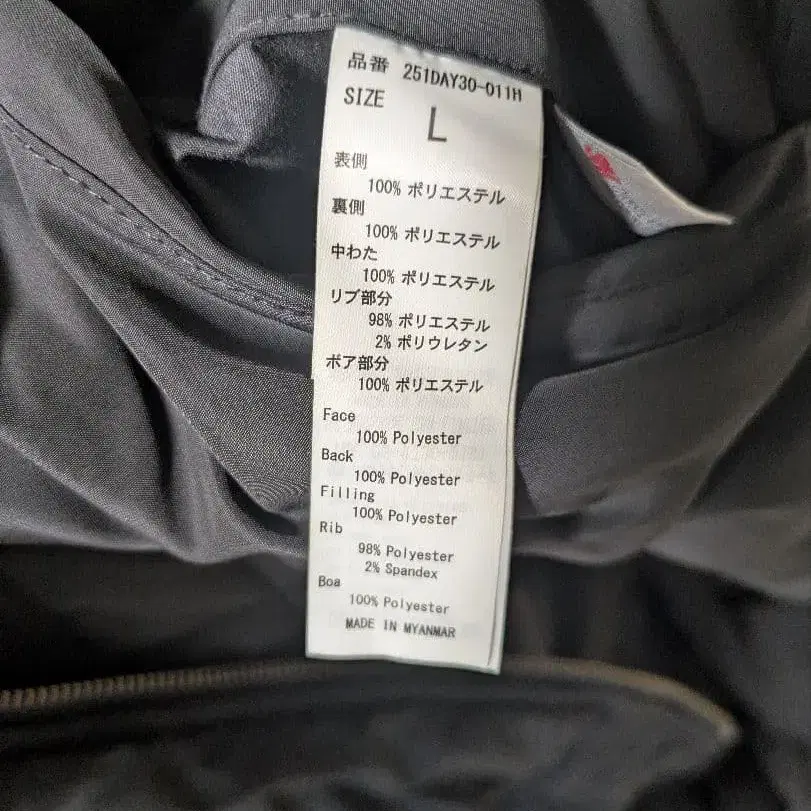 品番 251DAY30-011H
SIZE L
表側
100% ポリエステル
裏側
100% ポリエステル
中わた
100% ポリエステル
リブ部分
98% ポリエステル
2% ポリウレタン
ボア部分
100% ポリエステル
Face
100% Polyester
Back
100% Polyester
Filling
100% Polyester
Rib
98% Polyester
2% Spandex
Boa
100% Polyester
MADE IN MYANMAR